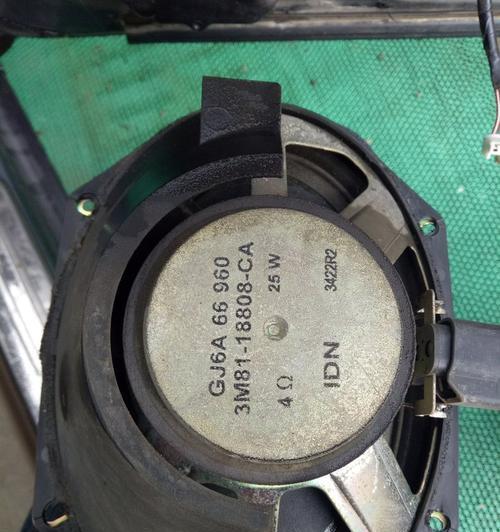 GJ6A 66 960
3M81-18808-CA
25 W
3422R2
4 Ω
IDN